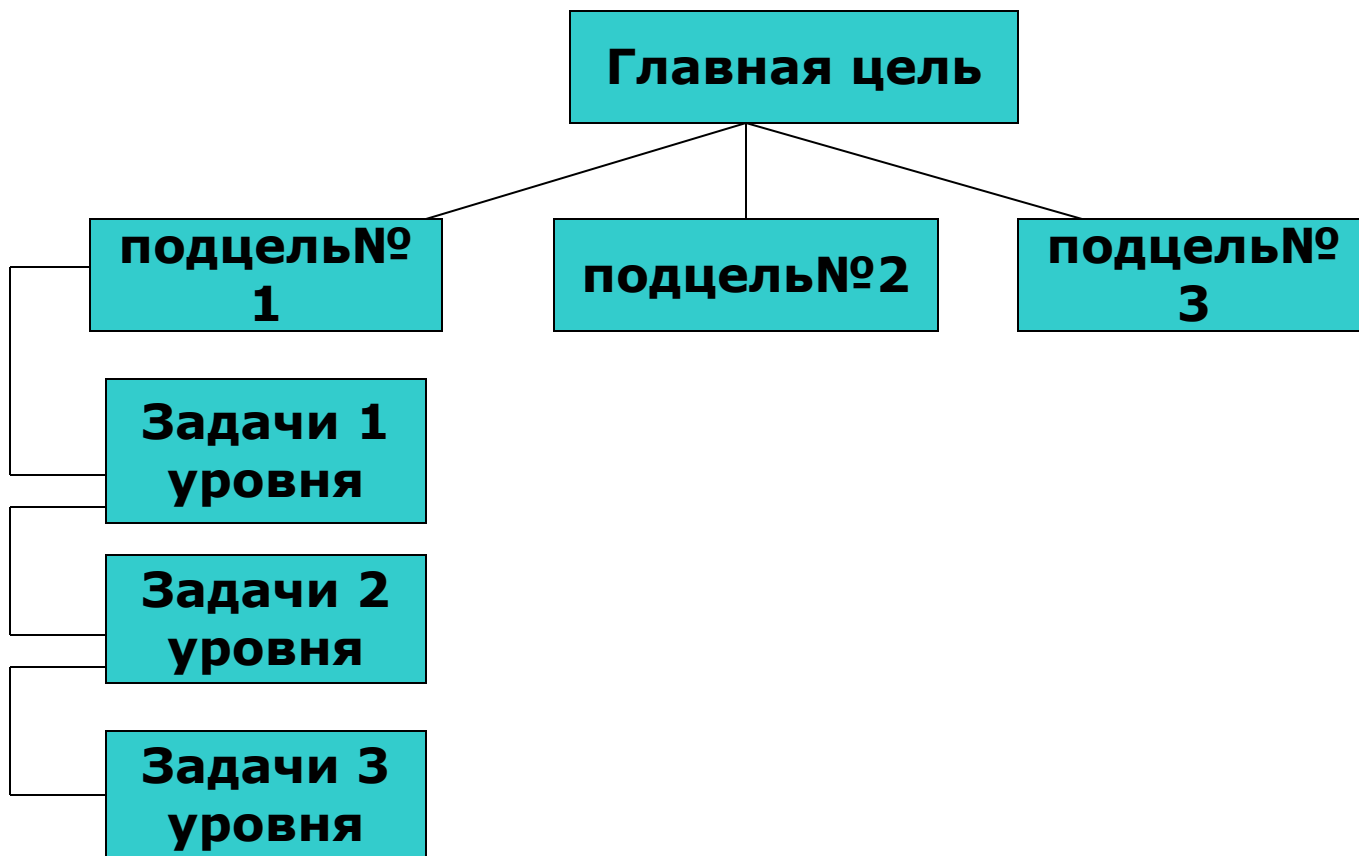 Главная цель
подцель№
1
подцель№2
подцель№
3
Задачи 1
уровня
Задачи 2
уровня
Задачи 3
уровня